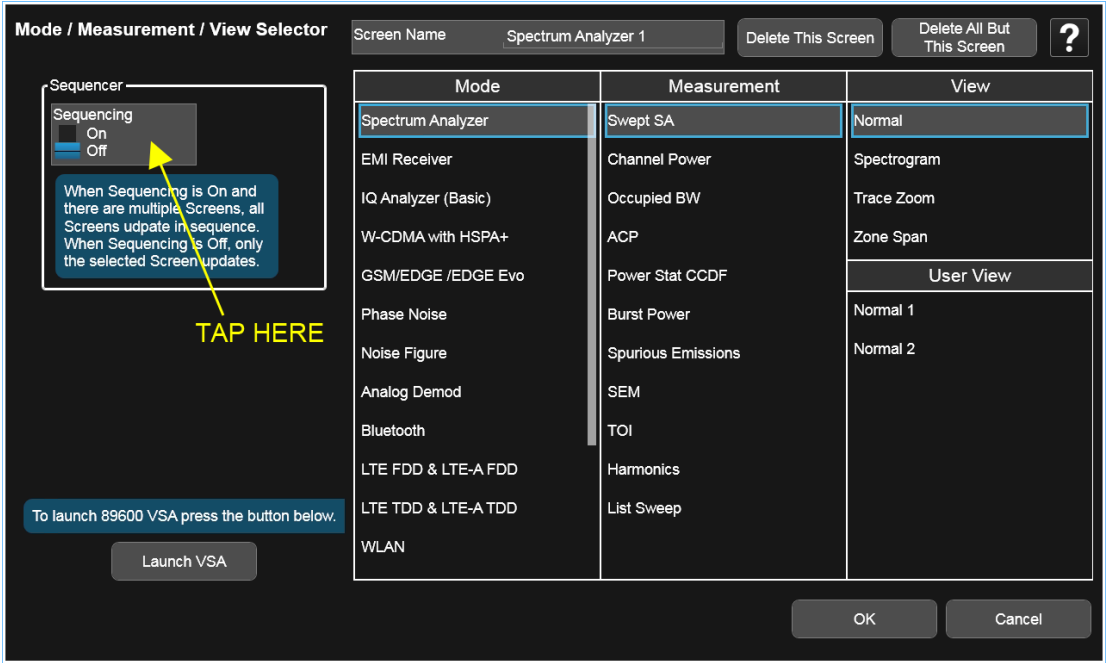 Mode / Measurement / View Selector
Screen Name
Spectrum Analyzer 1
Delete This Screen
Delete All But
This Screen
?
Sequencer
Sequencing
On
Off
When Sequencing is On and
there are multiple Screens, all
Screens udpate in sequence.
When Sequencing is Off, only
the selected Screen updates.
TAP HERE
To launch 89600 VSA press the button below.
Launch VSA
Mode
Spectrum Analyzer
EMI Receiver
IQ Analyzer (Basic)
W-CDMA with HSPA+
GSM/EDGE /EDGE Evo
Phase Noise
Noise Figure
Analog Demod
Bluetooth
LTE FDD & LTE-A FDD
LTE TDD & LTE-A TDD
WLAN
Measurement
Swept SA
Channel Power
Occupied BW
ACP
Power Stat CCDF
Burst Power
Spurious Emissions
SEM
TOI
Harmonics
List Sweep
View
Normal
Spectrogram
Trace Zoom
Zone Span
User View
Normal 1
Normal 2
OK
Cancel